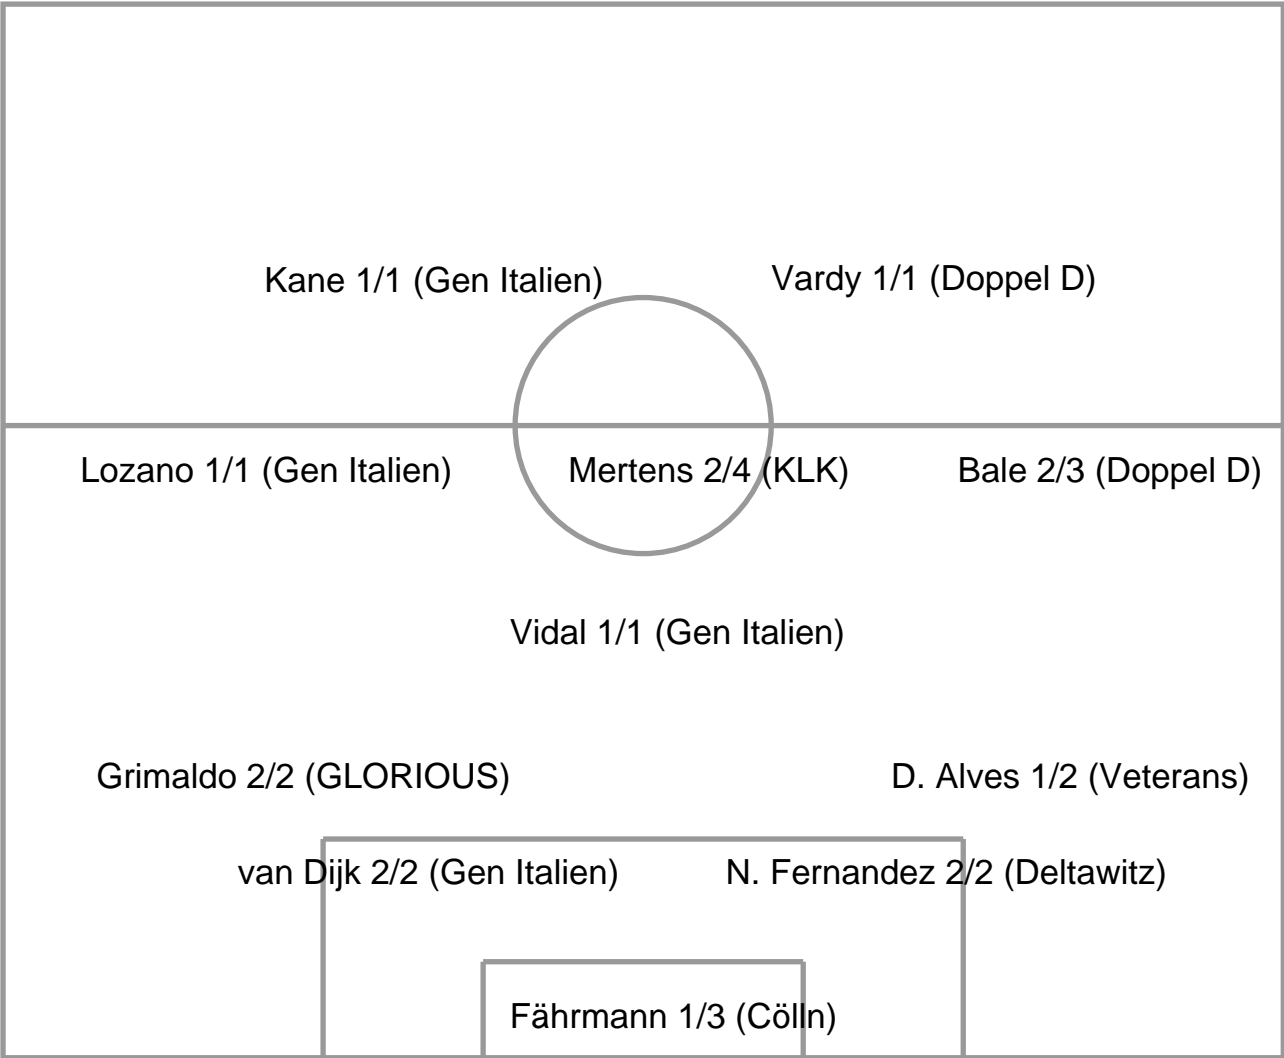 Kane 1/1 (Gen Italien)
Vardy 1/1 (Doppel D)
Lozano 1/1 (Gen Italien)
Mertens 2/4 (KLK)
Bale 2/3 (Doppel D)
Vidal 1/1 (Gen Italien)
Grimaldo 2/2 (GLORIOUS)
D. Alves 1/2 (Veterans)
van Dijk 2/2 (Gen Italien)
N. Fernandez 2/2 (Deltawitz)
Fährmann 1/3 (Cölln)